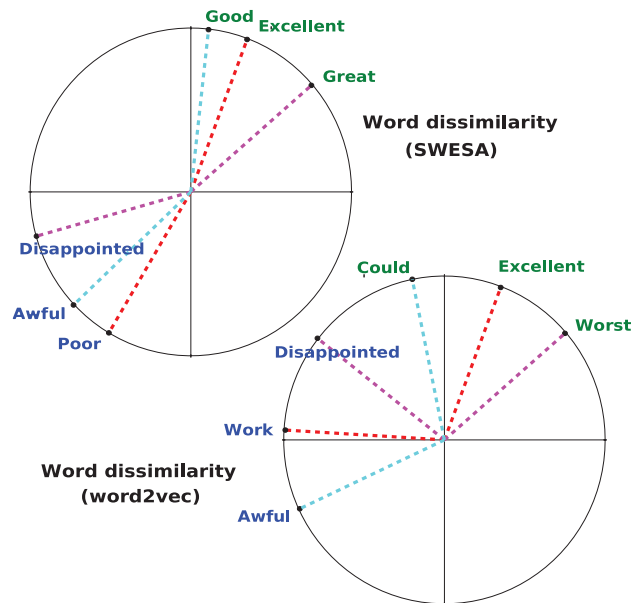 Good
Excellent
Great
Word dissimilarity
(SWESA)
Disappointed
Awful
Poor
Could
Excellent
Worst
Disappointed
Work
Awful
Word dissimilarity
(word2vec)